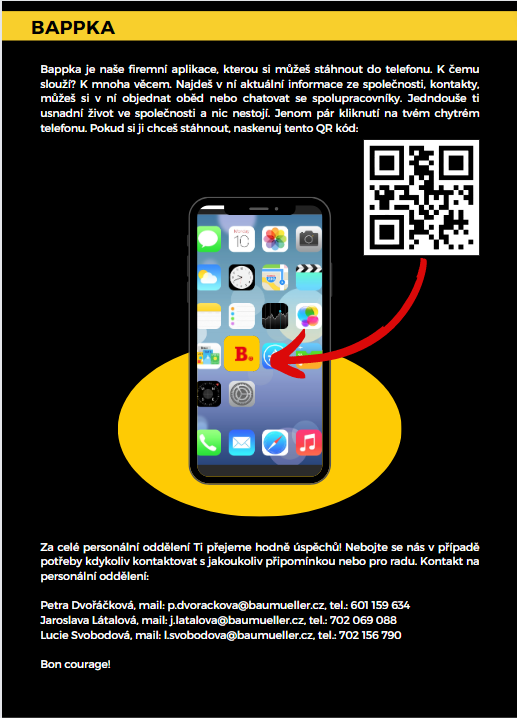 BAPPKA
Bappka je naše firemní aplikace, kterou si můžeš stáhnout do telefonu. K čemu
slouží? K mnoha věcem. Najdeš v ní aktuální informace ze společnosti, kontakty,
můžeš si v ní objednat oběd nebo chatovat se spolupracovníky. Jednoduše ti
usnadní život ve společnosti a nic nestojí. Jenom pár kliknutí na tvém chytrém
telefonu. Pokud si ji chceš stáhnout, naskenuj tento QR kód:
10
B.
Za celé personální oddělení Ti přejeme hodně úspěchů! Nebojte se nás v případě
potřeby kdykoliv kontaktovat s jakoukoliv připomínkou nebo pro radu. Kontakt na
personální oddělení:
Petra Dvořáčková, mail: p.dvorackova@baumueller.cz, tel.: 601 159 634
Jaroslava Látalová, mail: j.latalova@baumueller.cz, tel.: 702 069 088
Lucie Svobodová, mail: l.svobodova@baumueller.cz, tel.: 702 156 790
Bon courage!